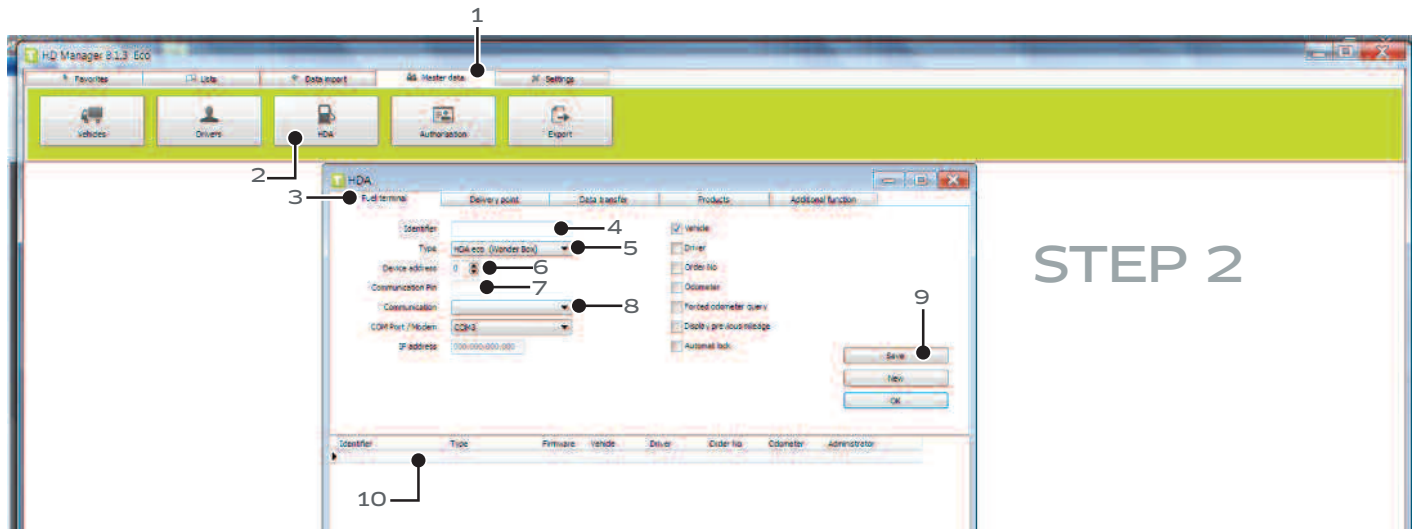 1
HD Manager 8.1.3 Eco
Favorites Lists Data import Master data Settings
Vehicles Drivers HDA Authorisation Export
2
HDA
3
Fuel terminal Delivery point Data transfer Products Additional function
Identifier 4 Vehicle
Type HDA eco (Wonder Box) 5 Driver
Device address 0 6 Order No
Communication Pin 7 Odometer
Communication 8 Forced odometer query
COM Port / Modem COM3 Display previous mileage
IP address 000.000.000.000 Automat lock
STEP 2
9
Save
New
OK
Identifier Type Firmware Vehicle Driver Order No Odometer Administrator
10